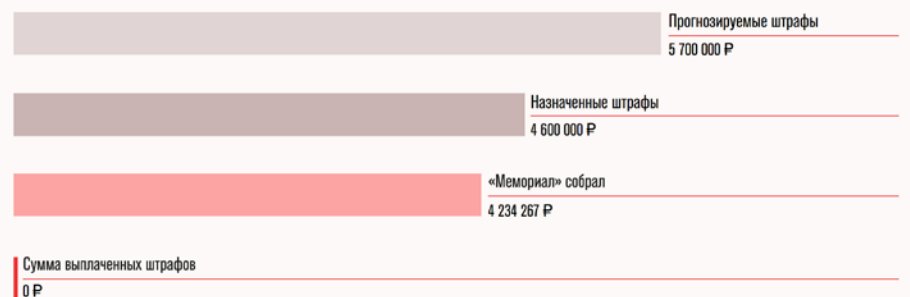 Прогнозируемые штрафы
5 700 000 ₽
Назначенные штрафы
4 600 000 ₽
«Мемориал» собрал
4 234 267 ₽
Сумма выплаченных штрафов
0 ₽